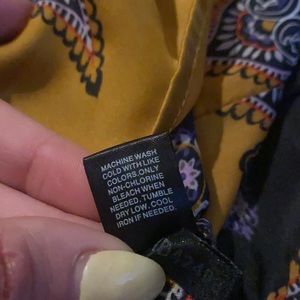 MACHINE WASH
COLD WITH LIKE
COLORS.ONLY
NON-CHLORINE
BLEACH WHEN
NEEDED. TUMBLE
DRY LOW. COOL
IRON IF NEEDED.